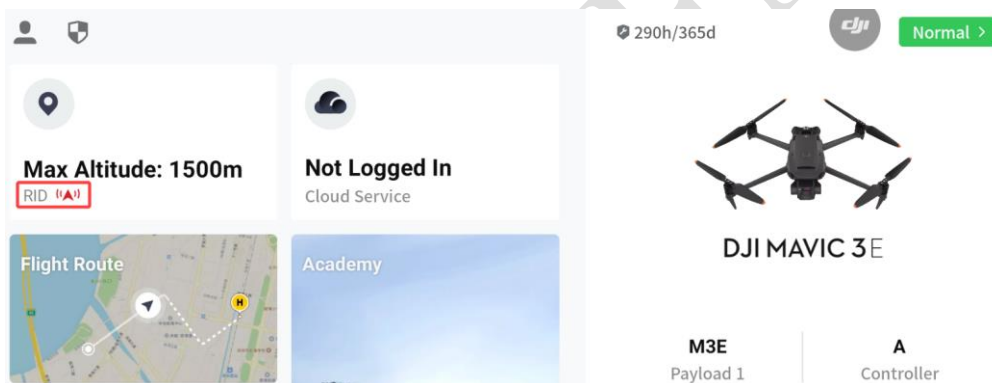 290h/365d
dji
Normal >
Max Altitude: 1500m
RID
Not Logged In
Cloud Service
Flight Route
H
Academy
DJI MAVIC 3E
M3E
Payload 1
A
Controller